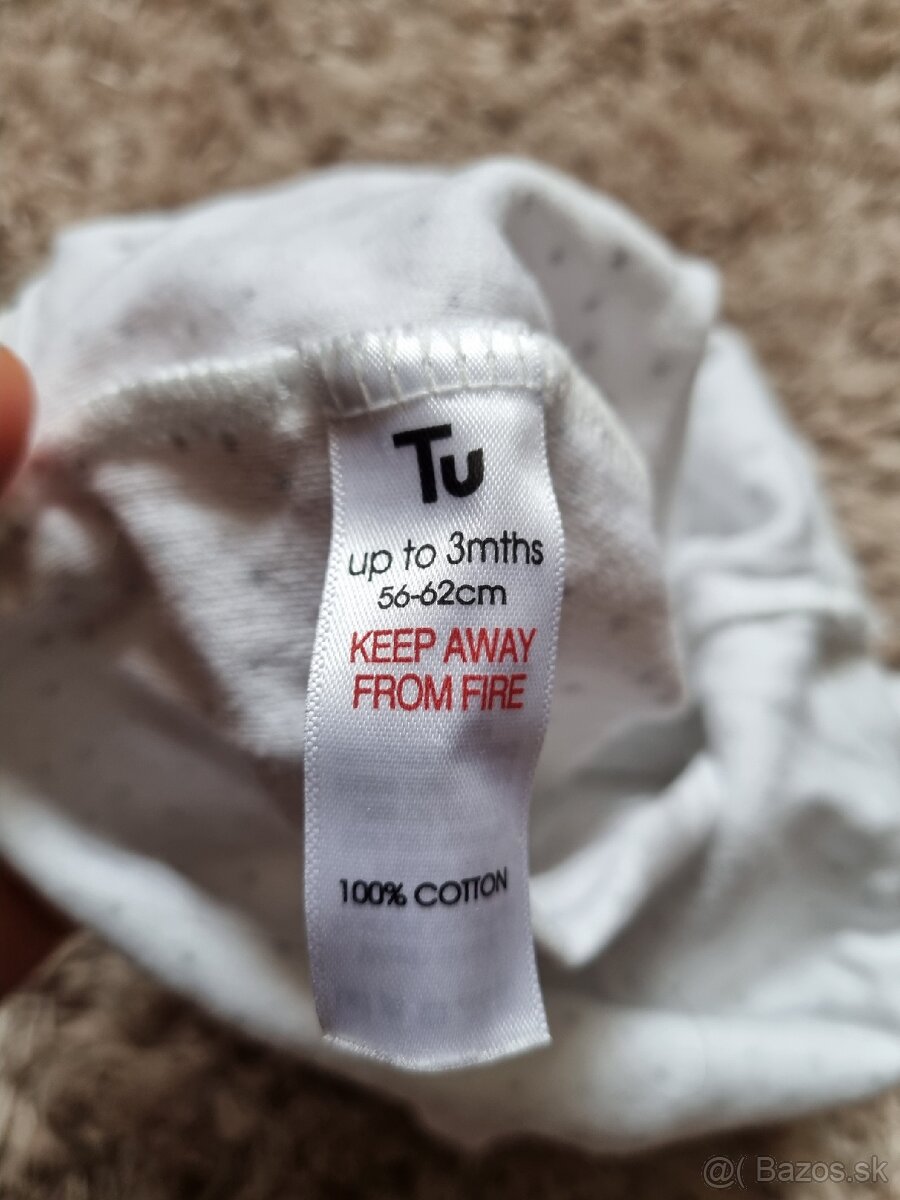 Tu
up to 3mths
56-62cm
KEEP AWAY
FROM FIRE
100% COTTON
@( Bazos.sk